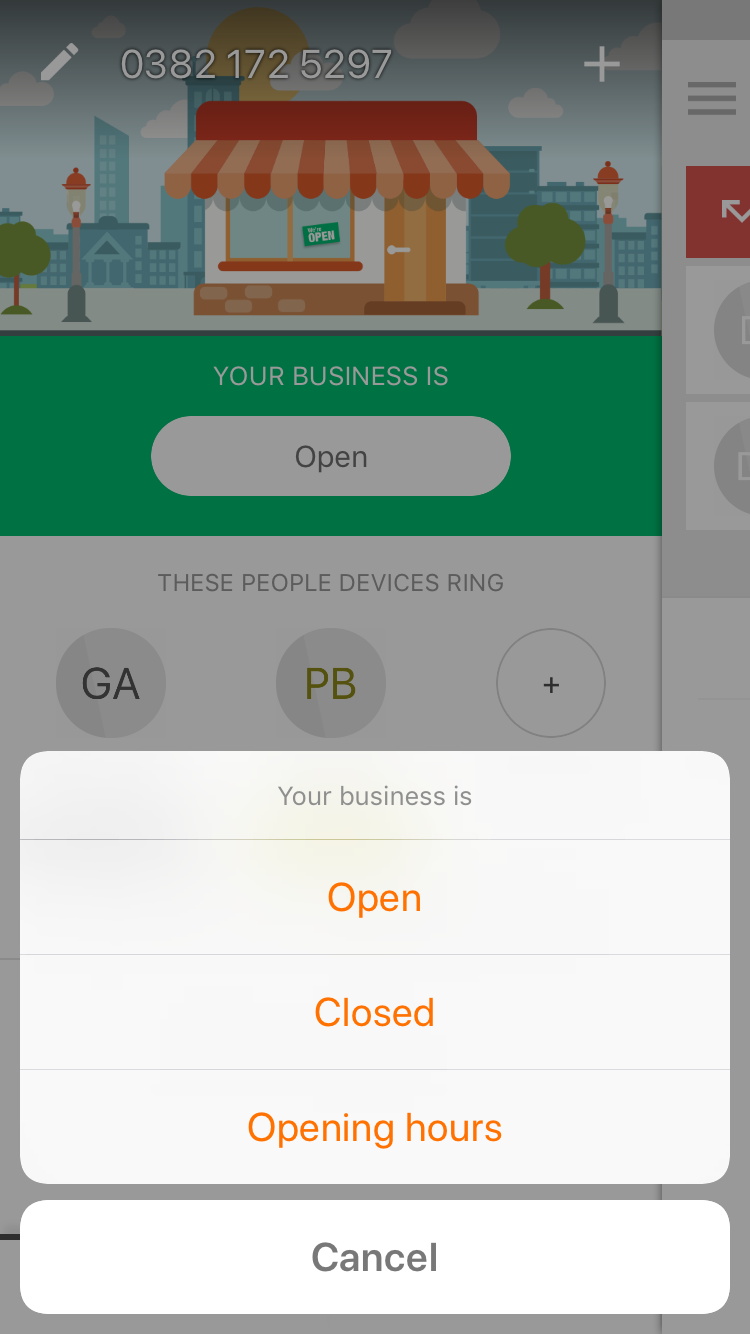 0382 172 5297
We're
OPEN
YOUR BUSINESS IS
Open
THESE PEOPLE DEVICES RING
GA
PB
+
Your business is
Open
Closed
Opening hours
Cancel